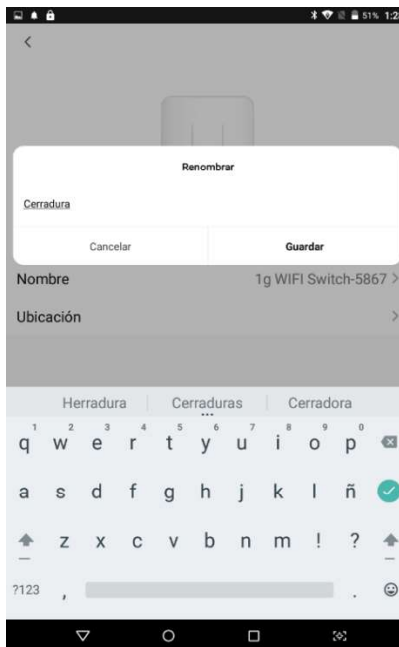 51% 1:2
Renombrar
Cerradura
Cancelar Guardar
Nombre 1g WIFI Switch-5867 >
Ubicación >
Herradura Cerraduras Cerradora
1 2 3 4 5 6 7 8 9 0
q w e r t y u i o p
a s d f g h j k l ñ
z x c v b n m ! ?
?123 , .